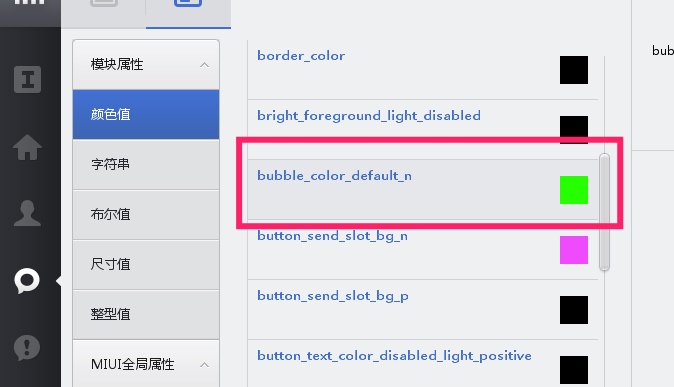 模块属性
颜色值
字符串
布尔值
尺寸值
整型值
MIUI全局属性
border_color
bright_foreground_light_disabled
bubble_color_default_n
button_send_slot_bg_n
button_send_slot_bg_p
button_text_color_disabled_light_positive
bub